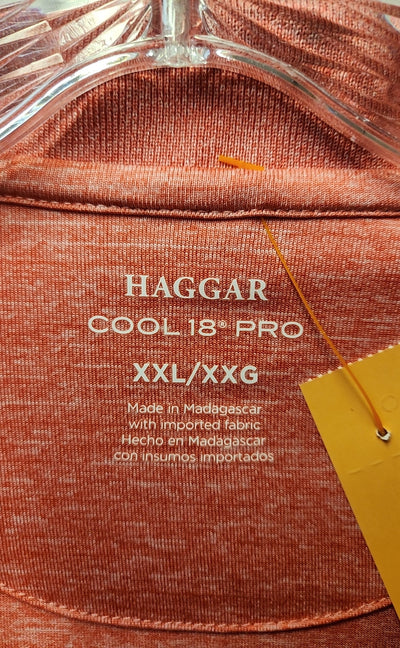 HAGGAR
COOL 18® PRO
XXL/XXG
Made in Madagascar
with imported fabric
Hecho en Madagascar
con insumos importados